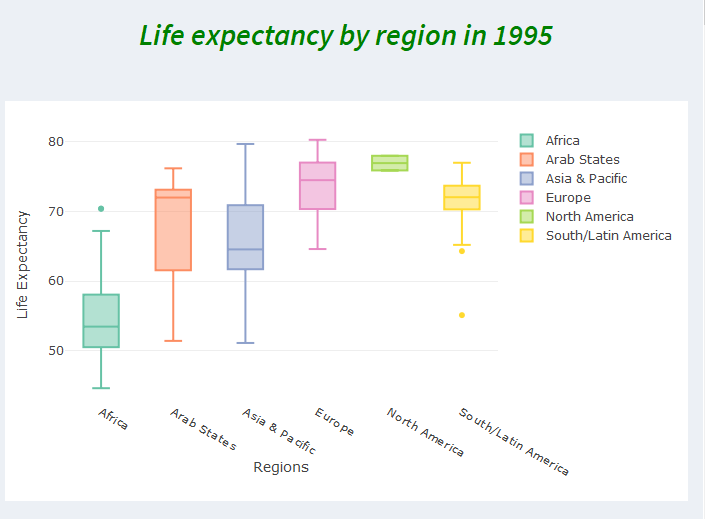 Life expectancy by region in 1995
80
70
60
50
Life Expectancy
Africa
Arab States
Asia & Pacific
Europe
North America
South/Latin America
Regions
Africa
Arab States
Asia & Pacific
Europe
North America
South/Latin America